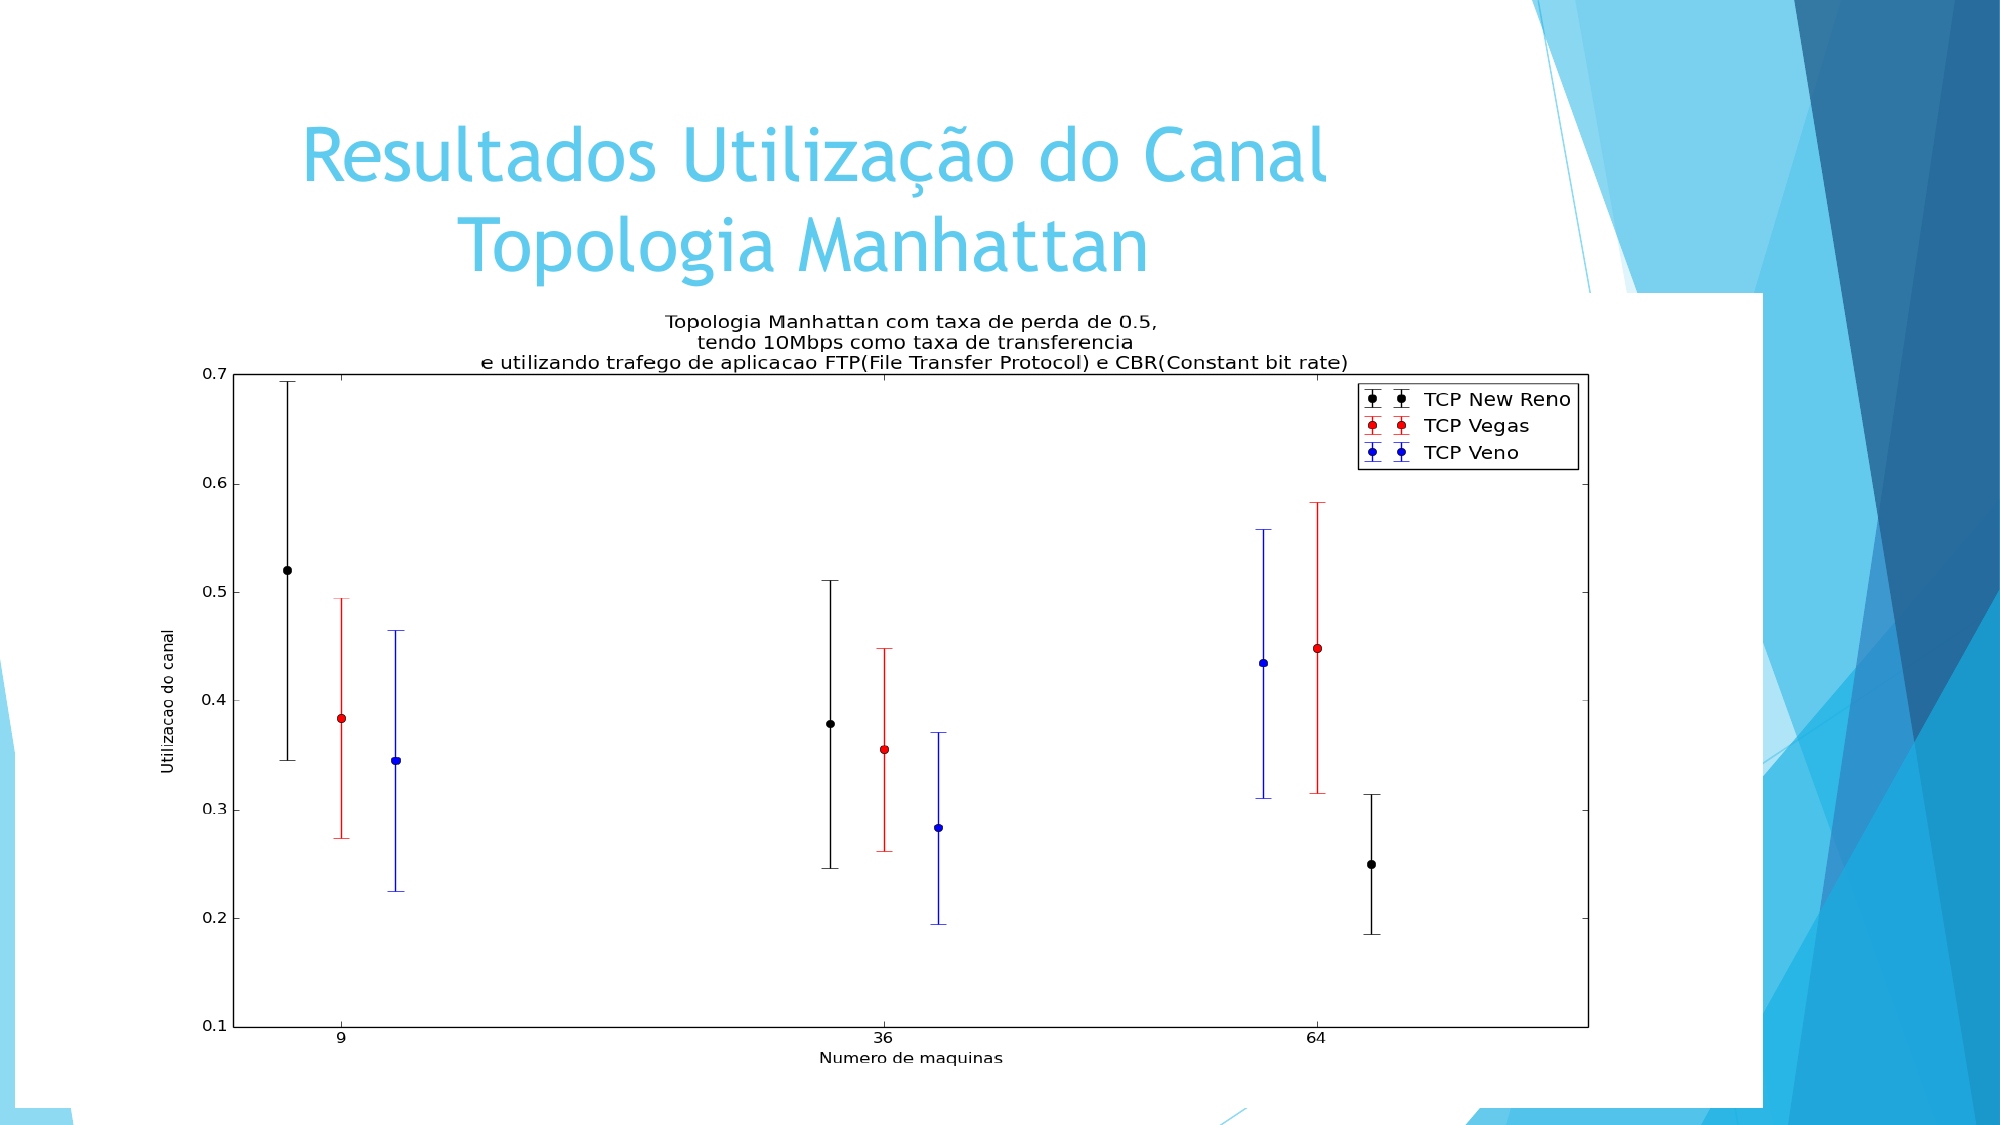 Resultados Utilização do Canal
Topologia Manhattan
Topologia Manhattan com taxa de perda de 0.5,
tendo 10Mbps como taxa de transferencia
e utilizando trafego de aplicacao FTP(File Transfer Protocol) e CBR(Constant bit rate)
TCP New Reno
TCP Vegas
TCP Veno
0.7
0.6
0.5
0.4
0.3
0.2
0.1
Utilizacao do canal
9 36 64
Numero de maquinas